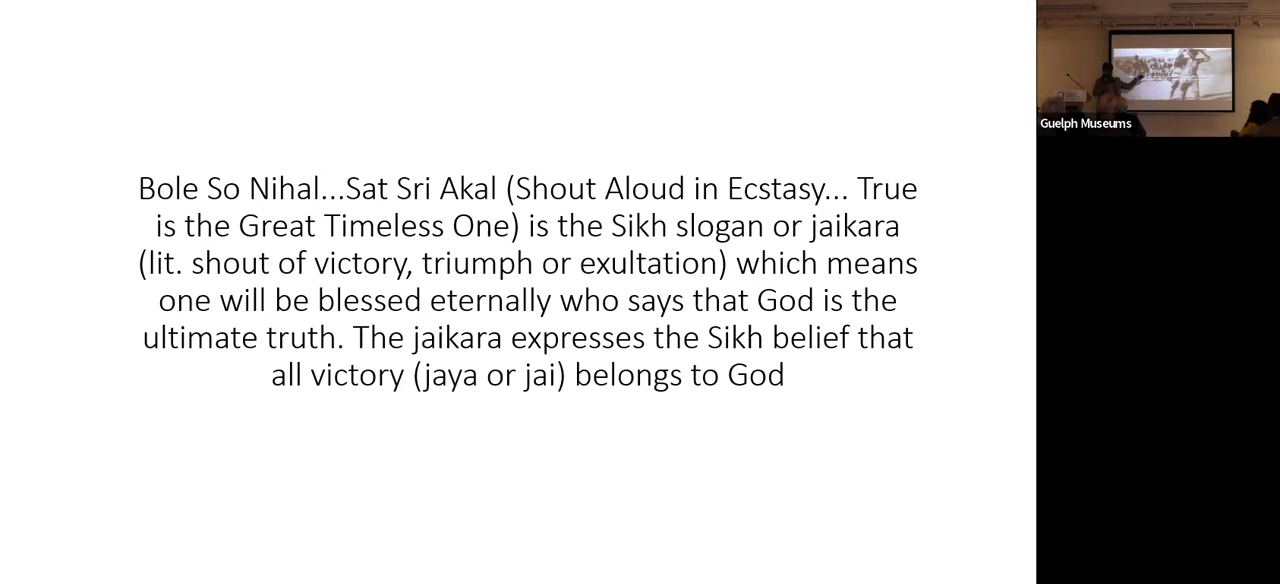 Bole So Nihal...Sat Sri Akal (Shout Aloud in Ecstasy... True
is the Great Timeless One) is the Sikh slogan or jaikara
(lit. shout of victory, triumph or exultation) which means
one will be blessed eternally who says that God is the
ultimate truth. The jaikara expresses the Sikh belief that
all victory (jaya or jai) belongs to God
Guelph Museums